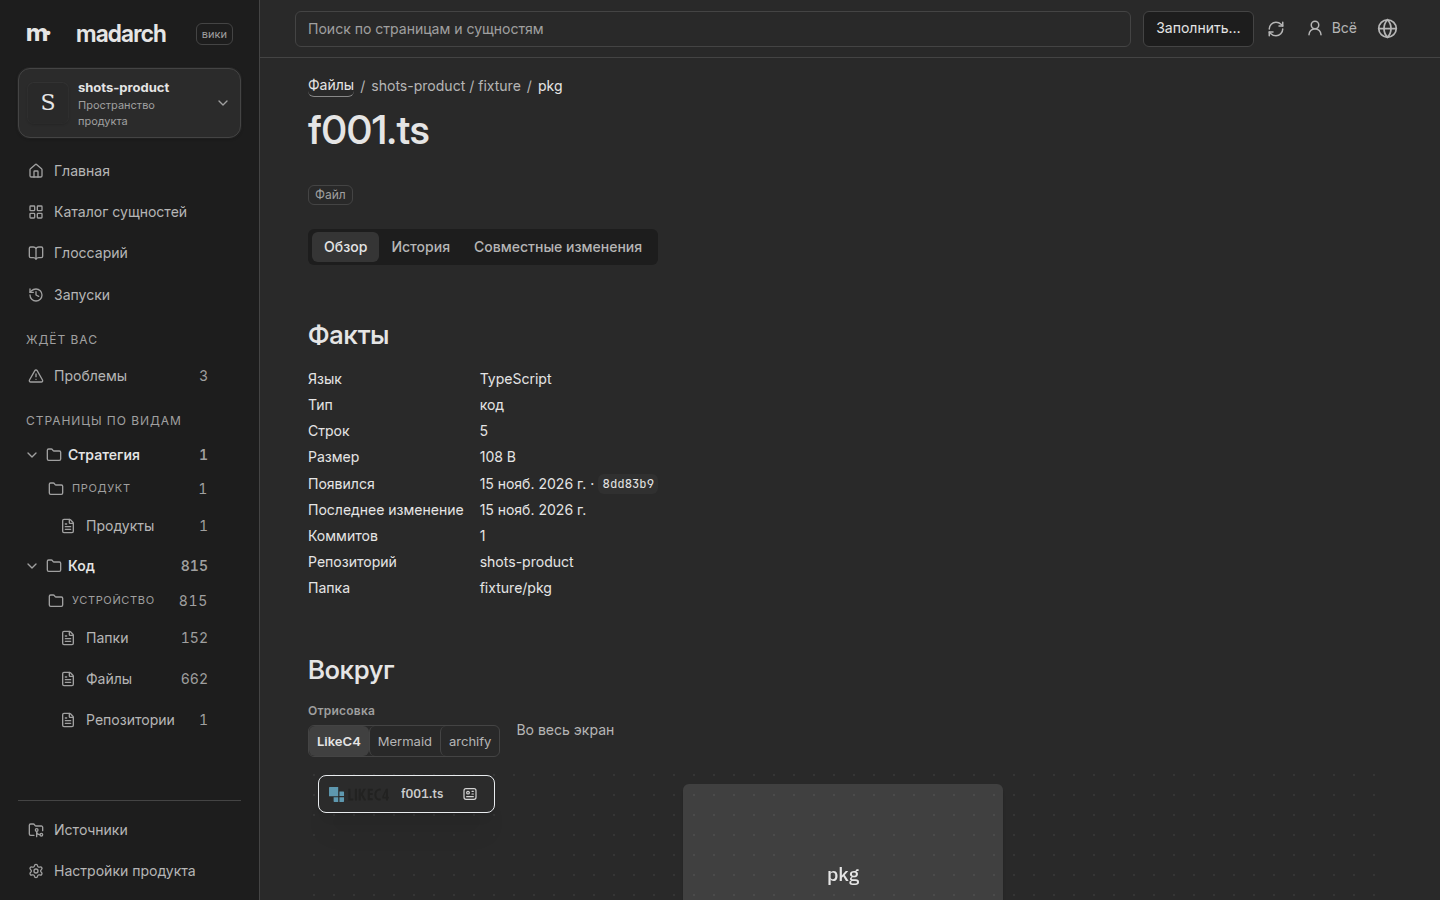 madarch
вики
S
shots-product
Пространство
продукта
Главная
Каталог сущностей
Глоссарий
Запуски
ЖДЁТ ВАС
Проблемы 3
СТРАНИЦЫ ПО ВИДАМ
Стратегия 1
ПРОДУКТ 1
Продукты 1
Код 815
УСТРОЙСТВО 815
Папки 152
Файлы 662
Репозитории 1
Источники
Настройки продукта
Поиск по страницам и сущностям
Заполнить...
Всё
Файлы / shots-product / fixture / pkg
f001.ts
Файл
Обзор История Совместные изменения
Факты
Язык TypeScript
Тип код
Строк 5
Размер 108 B
Появился 15 нояб. 2026 г. · 8dd83b9
Последнее изменение 15 нояб. 2026 г.
Коммитов 1
Репозиторий shots-product
Папка fixture/pkg
Вокруг
Отрисовка
LikeC4 Mermaid archify Во весь экран
LIKEC4 f001.ts
pkg